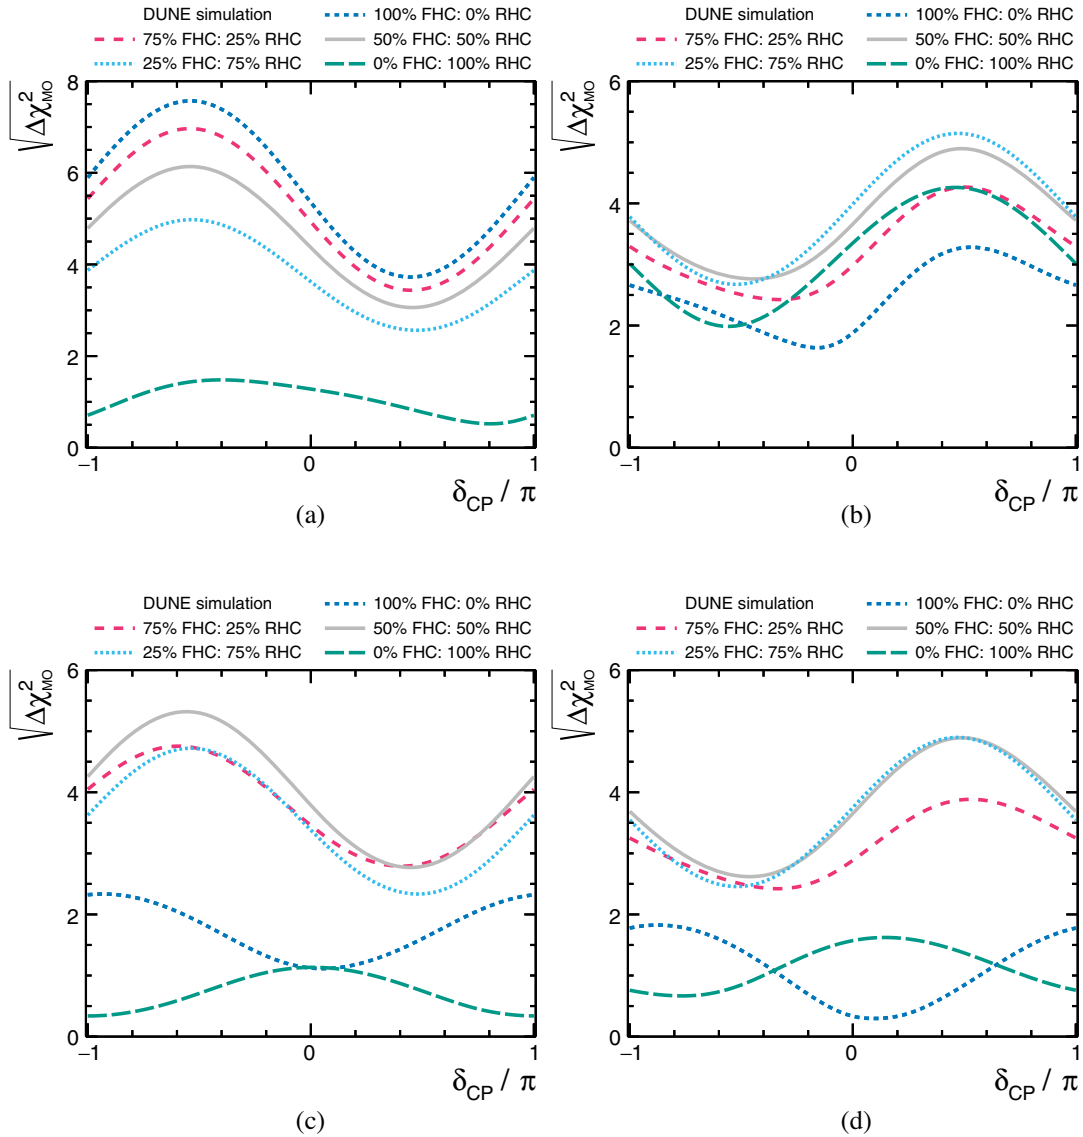 DUNE simulation 100% FHC: 0% RHC
75% FHC: 25% RHC 50% FHC: 50% RHC
25% FHC: 75% RHC 0% FHC: 100% RHC
√Δχ²MO
8
6
4
2
0
−1 0 1
δCP / π
(a)
DUNE simulation 100% FHC: 0% RHC
75% FHC: 25% RHC 50% FHC: 50% RHC
25% FHC: 75% RHC 0% FHC: 100% RHC
√Δχ²MO
6
4
2
0
−1 0 1
δCP / π
(b)
DUNE simulation 100% FHC: 0% RHC
75% FHC: 25% RHC 50% FHC: 50% RHC
25% FHC: 75% RHC 0% FHC: 100% RHC
√Δχ²MO
6
4
2
0
−1 0 1
δCP / π
(c)
DUNE simulation 100% FHC: 0% RHC
75% FHC: 25% RHC 50% FHC: 50% RHC
25% FHC: 75% RHC 0% FHC: 100% RHC
√Δχ²MO
6
4
2
0
−1 0 1
δCP / π
(d)